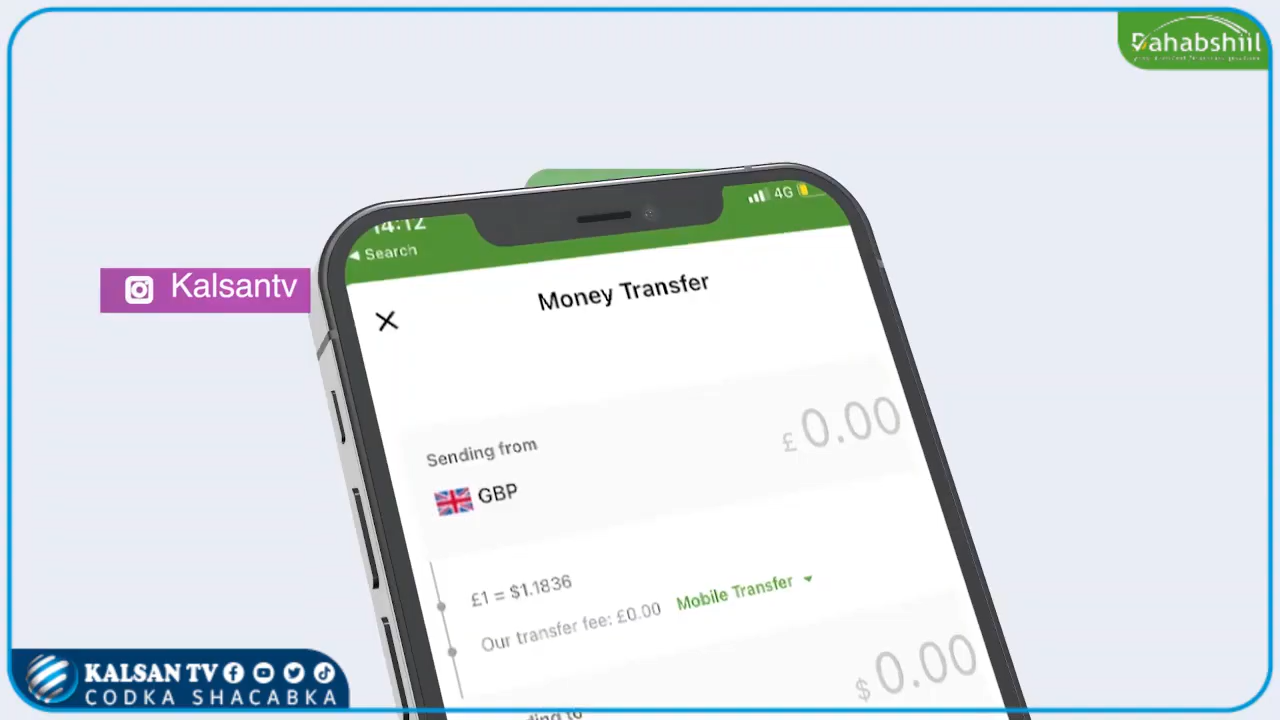 Dahabshiil
14:12
4G
Search
Money Transfer
Kalsantv
£ 0.00
Sending from
GBP
£1 = $1.1836
Our transfer fee: £0.00 Mobile Transfer
$ 0.00
KALSAN TV
CODKA SHACABKA